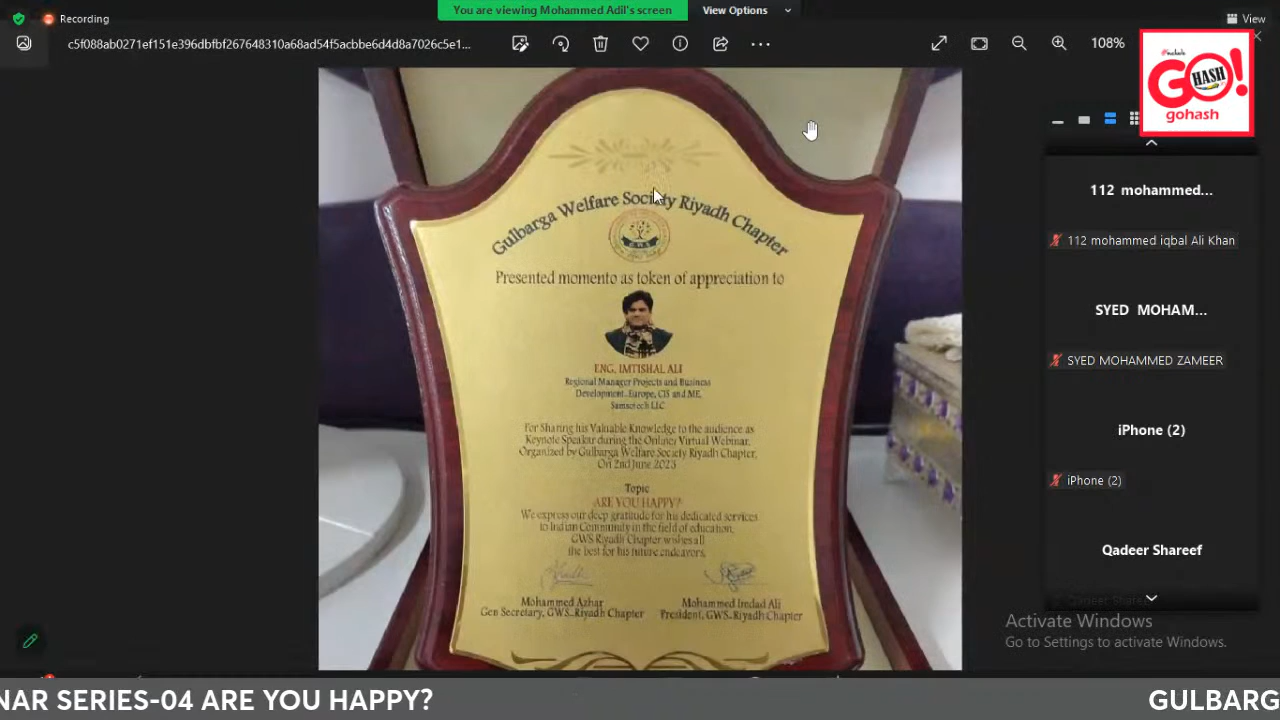 You are viewing Mohammed Adil's screen
View Options
Recording
View
c5f088ab0271ef151e396dbfbf267648310a68ad54f5acbbe6d4d8a7026c5e1...
108%
GO!
HASH
gohash
Gulbarga Welfare Society Riyadh Chapter
G W S
Presented momento as token of appreciation to
ENG. IMTISHAL ALI
Regional Manager Projects and Business
Development, Europe, CIS and ME,
Samsotech LLC
For Sharing his Valuable Knowledge to the audience as
Keynote Speakar during the Online/Virtual Webinar,
Organized by Gulbarga Welfare Society Riyadh Chapter,
On 2nd June 2023
Topic
ARE YOU HAPPY?
We express our deep gratitude for his dedicated services
to Indian Community in the field of education,
GWS Riyadh Chapter wishes all
the best for his future endeavors,
Mohammed Azhar
Gen Secretary, GWS-Riyadh Chapter
Mohammed Imdad Ali
President, GWS-Riyadh Chapter
112 mohammed...
112 mohammed iqbal Ali Khan
SYED MOHAM...
SYED MOHAMMED ZAMEER
iPhone (2)
iPhone (2)
Qadeer Shareef
Activate Windows
Go to Settings to activate Windows.
NAR SERIES-04 ARE YOU HAPPY?
GULBARG